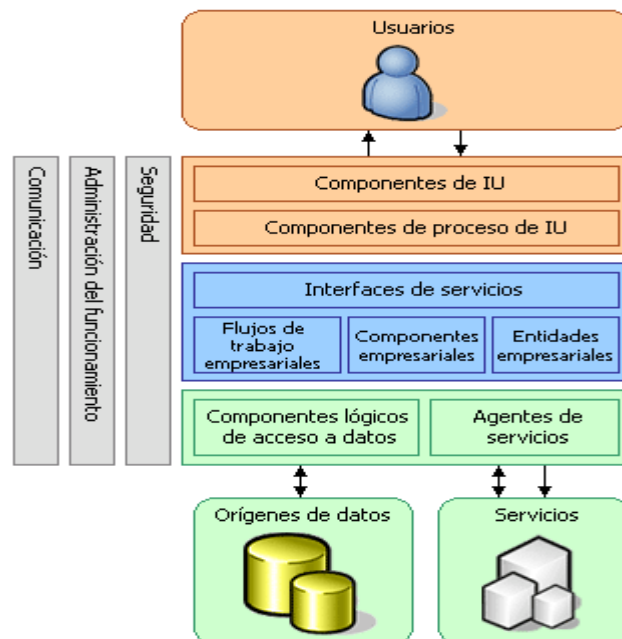 Usuarios
Comunicación
Administración del funcionamiento
Seguridad
Componentes de IU
Componentes de proceso de IU
Interfaces de servicios
Flujos de
trabajo
empresariales
Componentes
empresariales
Entidades
empresariales
Componentes lógicos
de acceso a datos
Agentes de
servicios
Orígenes de datos
Servicios